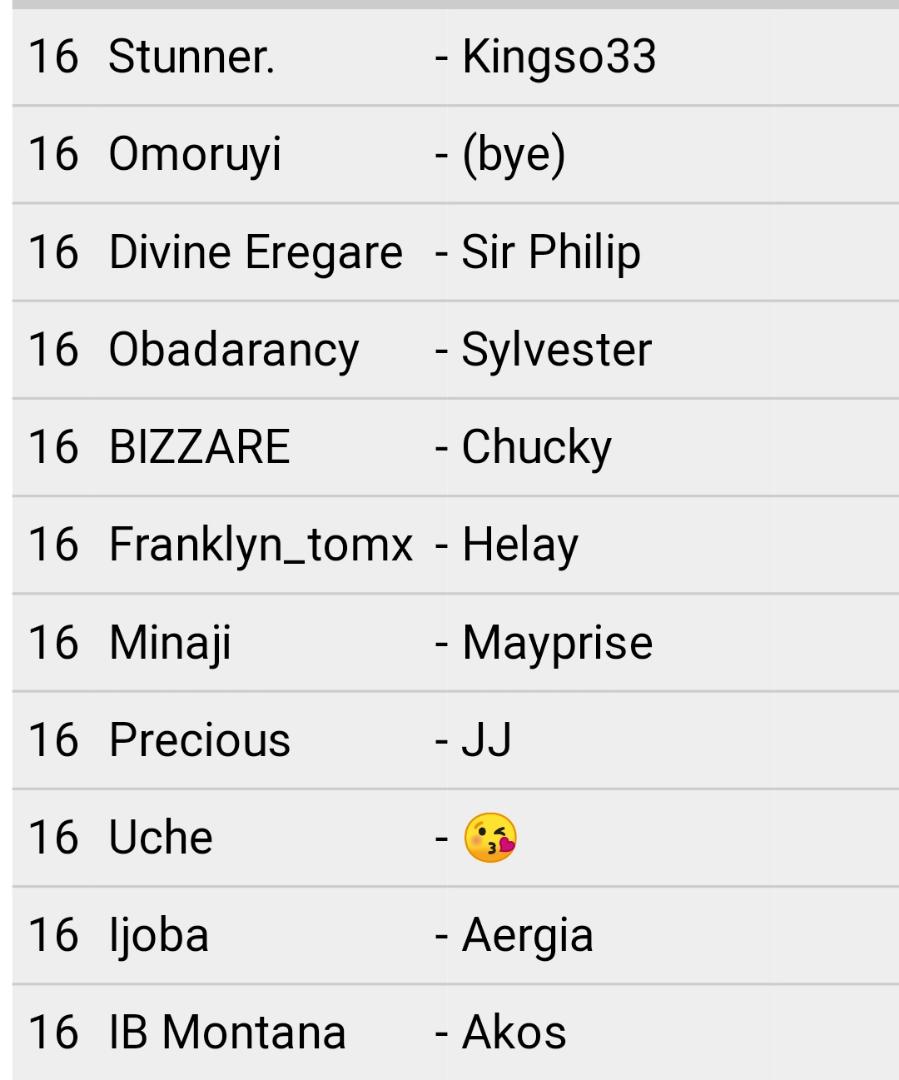 16 Stunner. - Kingso33
16 Omoruyi - (bye)
16 Divine Eregare - Sir Philip
16 Obadarancy - Sylvester
16 BIZZARE - Chucky
16 Franklyn_tomx - Helay
16 Minaji - Mayprise
16 Precious - JJ
16 Uche - 😘
16 Ijoba - Aergia
16 IB Montana - Akos